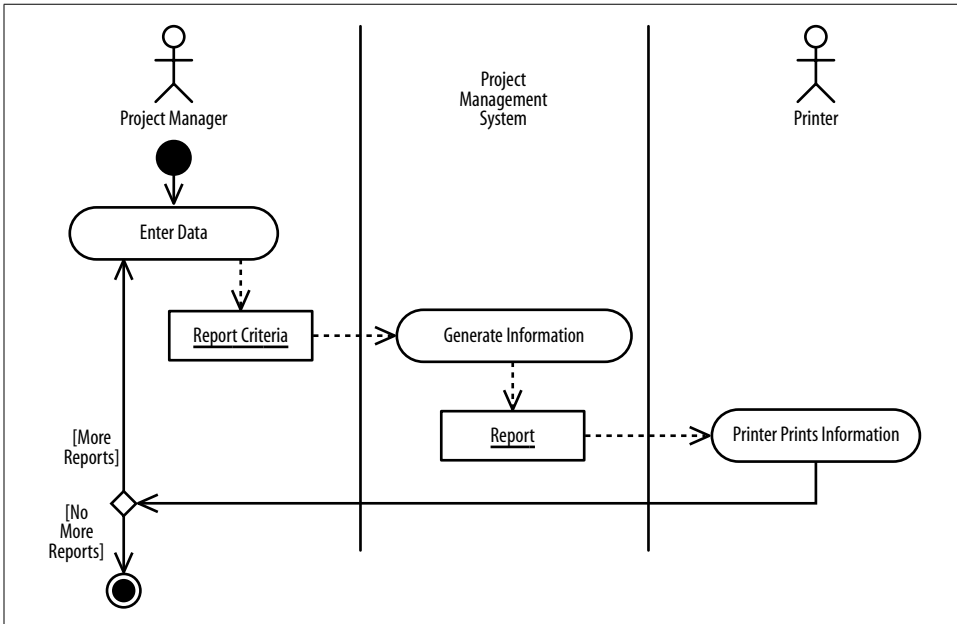 Project Manager
Project
Management
System
Printer
Enter Data
Report Criteria
Generate Information
Report
Printer Prints Information
[More
Reports]
[No
More
Reports]